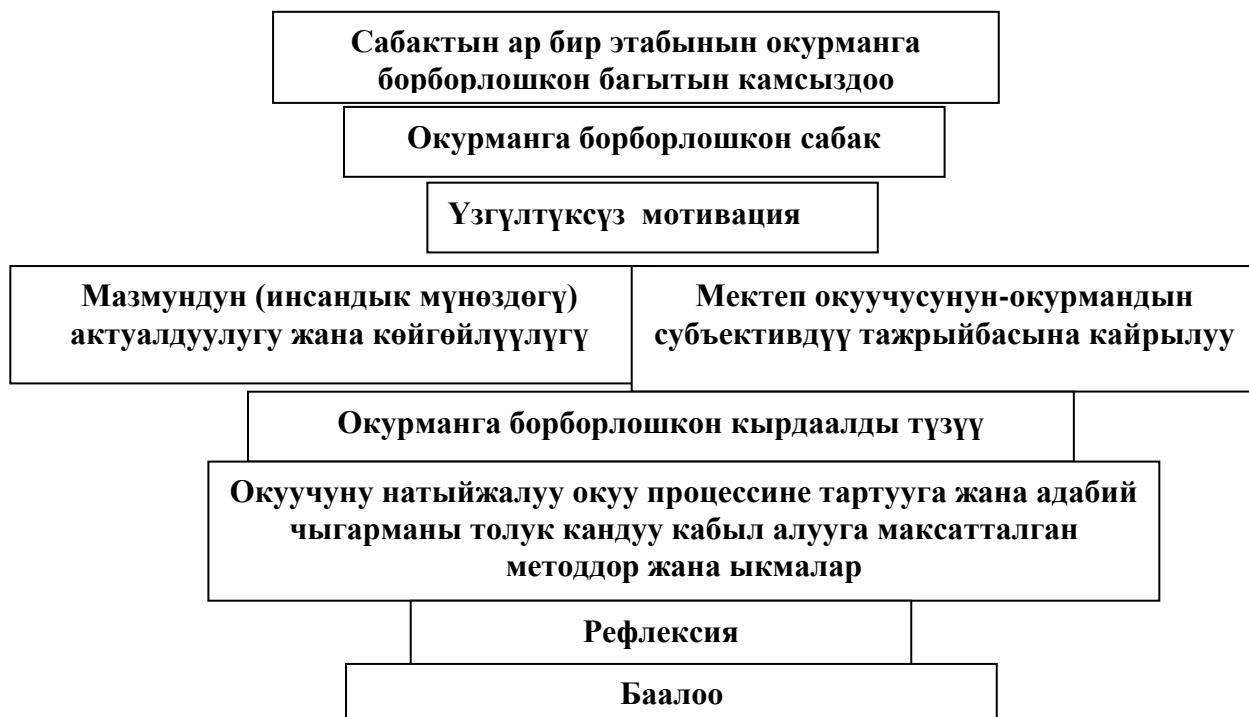 Сабактын ар бир этабынын окурманга
борборлошкон багытын камсыздоо
Окурманга борборлошкон сабак
Үзгүлтүксүз мотивация
Мазмундун (инсандык мүнөздөгү)
актуалдуулугу жана көйгөйлүүлүгү
Мектеп окуучусунун-окурмандын
субъективдүү тажрыйбасына кайрылуу
Окурманга борборлошкон кырдаалды түзүү
Окуучуну натыйжалуу окуу процессине тартууга жана адабий
чыгарманы толук кандуу кабыл алууга максатталган
методдор жана ыкмалар
Рефлексия
Баалоо